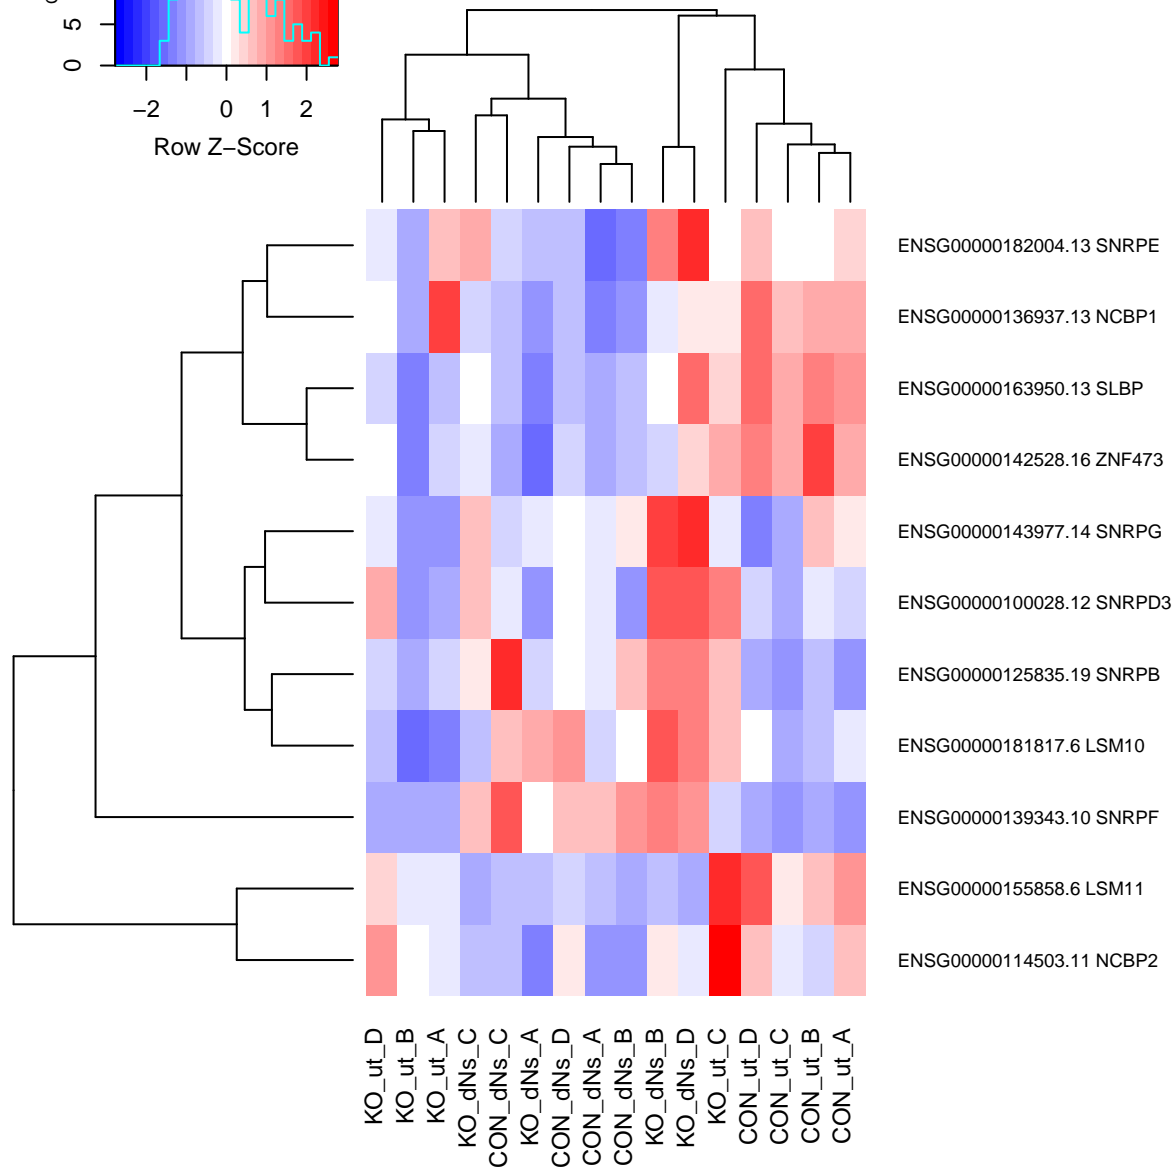 5
0
−2 0 1 2
Row Z−Score
ENSG00000182004.13 SNRPE
ENSG00000136937.13 NCBP1
ENSG00000163950.13 SLBP
ENSG00000142528.16 ZNF473
ENSG00000143977.14 SNRPG
ENSG00000100028.12 SNRPD3
ENSG00000125835.19 SNRPB
ENSG00000181817.6 LSM10
ENSG00000139343.10 SNRPF
ENSG00000155858.6 LSM11
ENSG00000114503.11 NCBP2
KO_ut_D
KO_ut_B
KO_ut_A
KO_dNs_C
CON_dNs_C
KO_dNs_A
CON_dNs_D
CON_dNs_A
CON_dNs_B
KO_dNs_B
KO_dNs_D
KO_ut_C
CON_ut_D
CON_ut_C
CON_ut_B
CON_ut_A